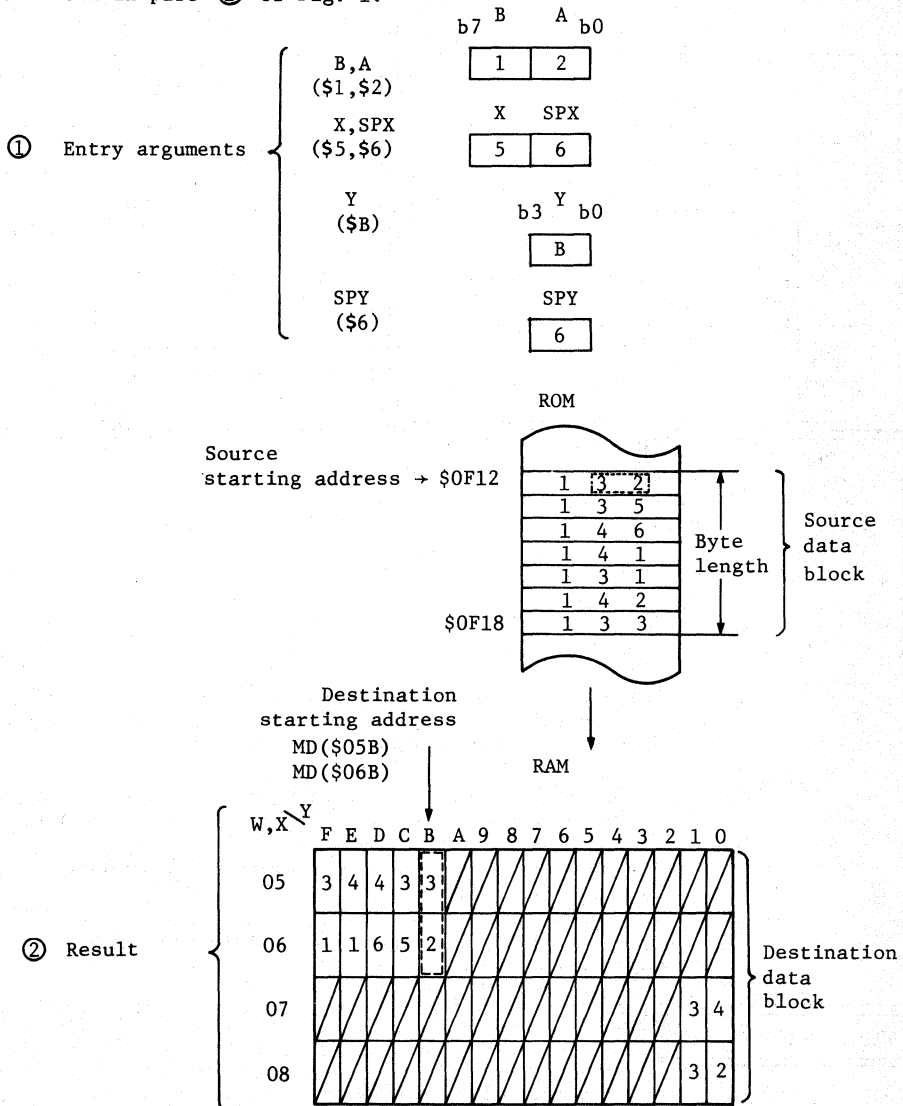 b7 B A b0
B,A
($1,$2)
1 2
X SPX
X,SPX
($5,$6)
5 6
① Entry arguments
Y
($B)
b3 Y b0
B
SPY
($6)
SPY
6
ROM
Source
starting address → $0F12
1 3 2
1 3 5
1 4 6
1 4 1
1 3 1
1 4 2
$0F18 1 3 3
Byte
length
Source
data
block
Destination
starting address
MD($05B)
MD($06B)
RAM
W,X Y F E D C B A 9 8 7 6 5 4 3 2 1 0
05 3 4 4 3 3
06 1 1 6 5 2
07 3 4
08 3 2
② Result
Destination
data
block